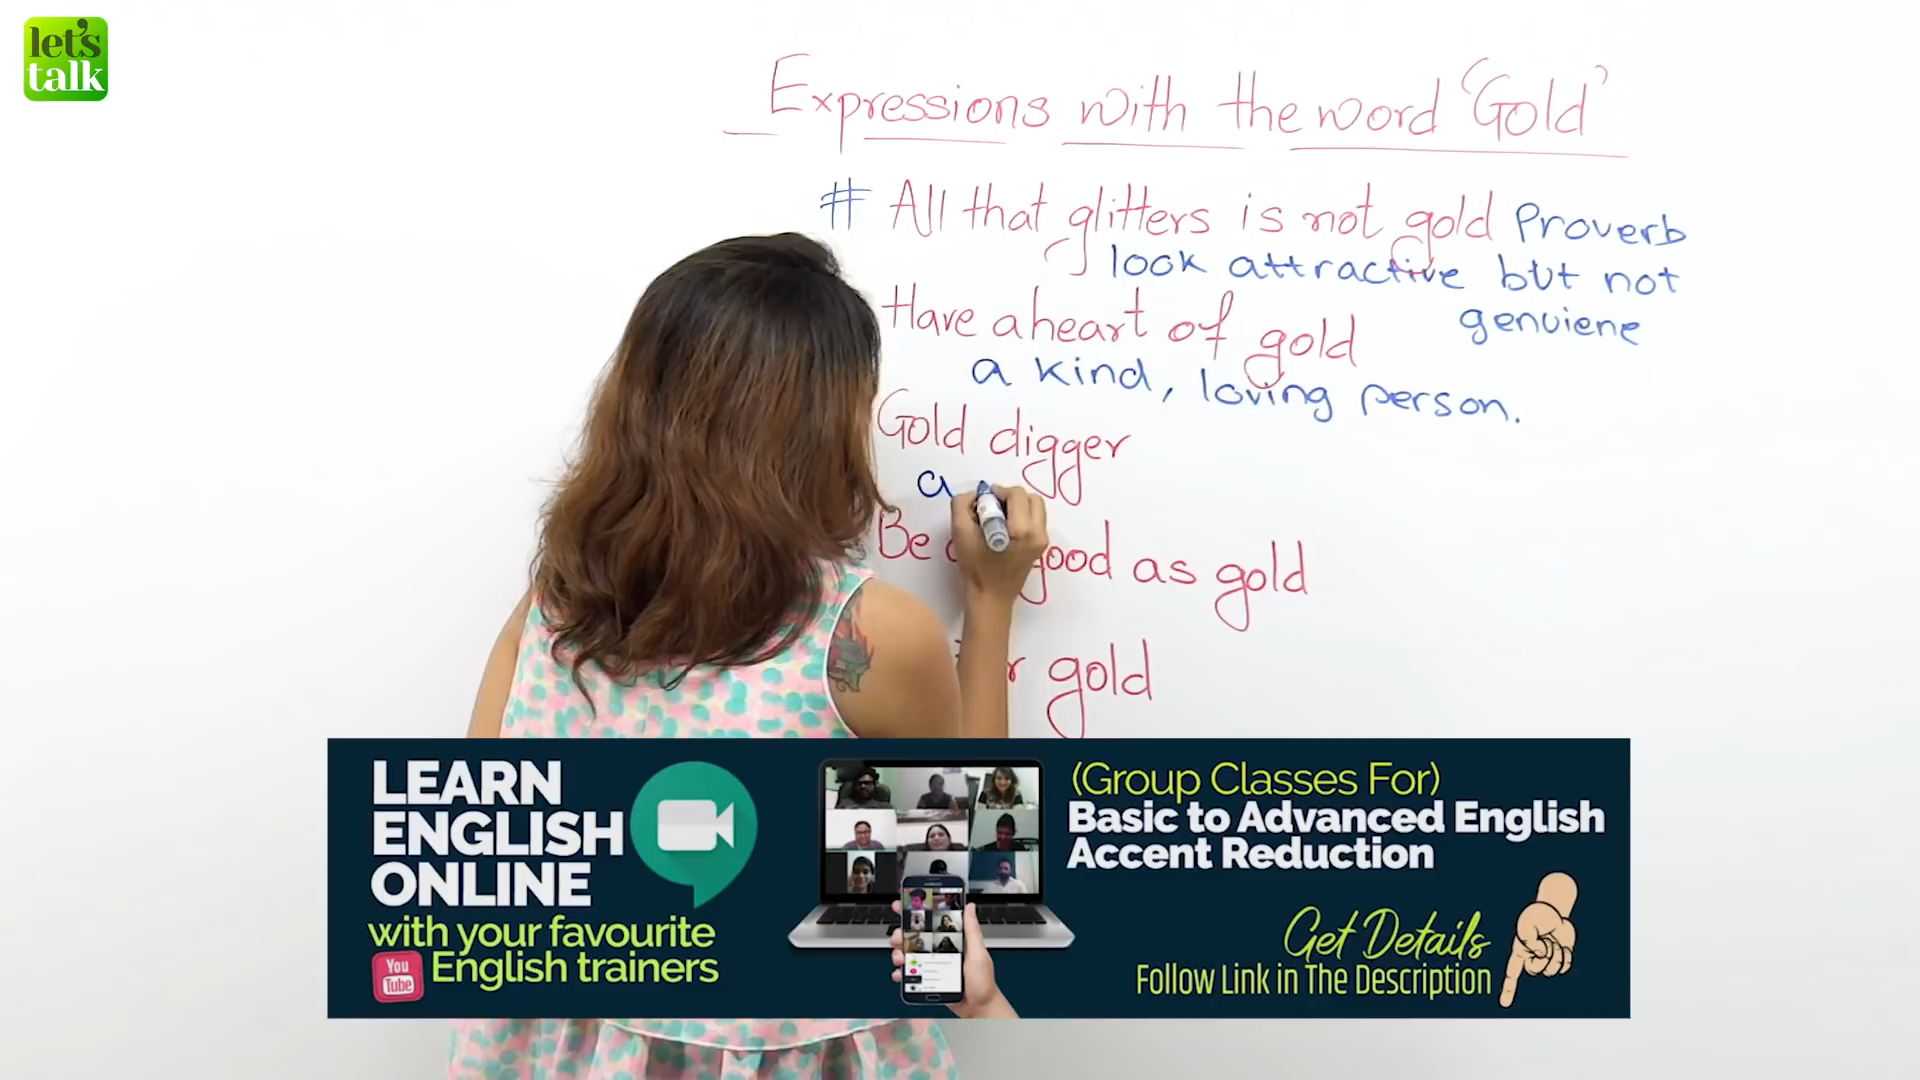 let's
talk
Expressions with the word 'Gold'
# All that glitters is not gold Proverb
look attractive but not
genuiene
Have a heart of gold
a kind, loving person.
Gold digger
a
Be good as gold
gold
LEARN
ENGLISH
ONLINE
with your favourite
You
Tube
English trainers
(Group Classes For)
Basic to Advanced English
Accent Reduction
Get Details
Follow Link in The Description